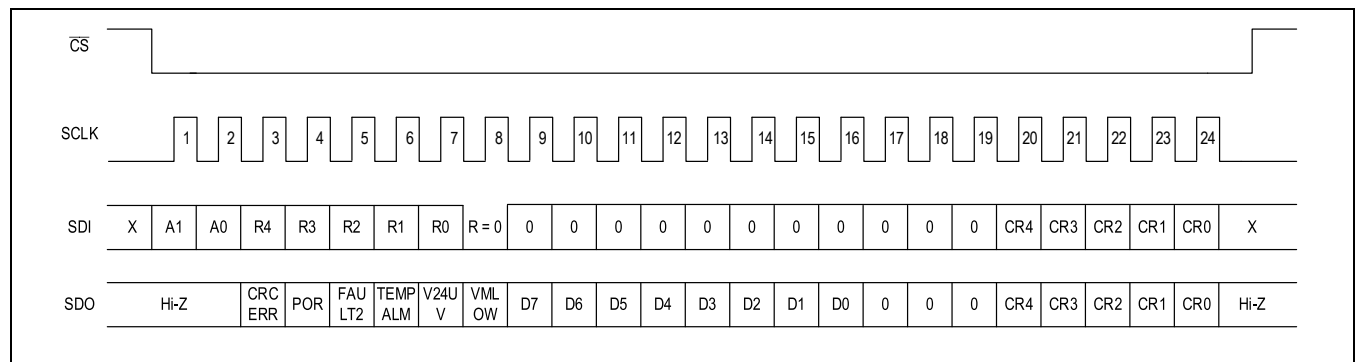 CS
SCLK 1 2 3 4 5 6 7 8 9 10 11 12 13 14 15 16 17 18 19 20 21 22 23 24
SDI X A1 A0 R4 R3 R2 R1 R0 R = 0 0 0 0 0 0 0 0 0 0 0 0 CR4 CR3 CR2 CR1 CR0 X
SDO Hi-Z CRC ERR POR FAU LT2 TEMP ALM V24U V VML OW D7 D6 D5 D4 D3 D2 D1 D0 0 0 0 CR4 CR3 CR2 CR1 CR0 Hi-Z